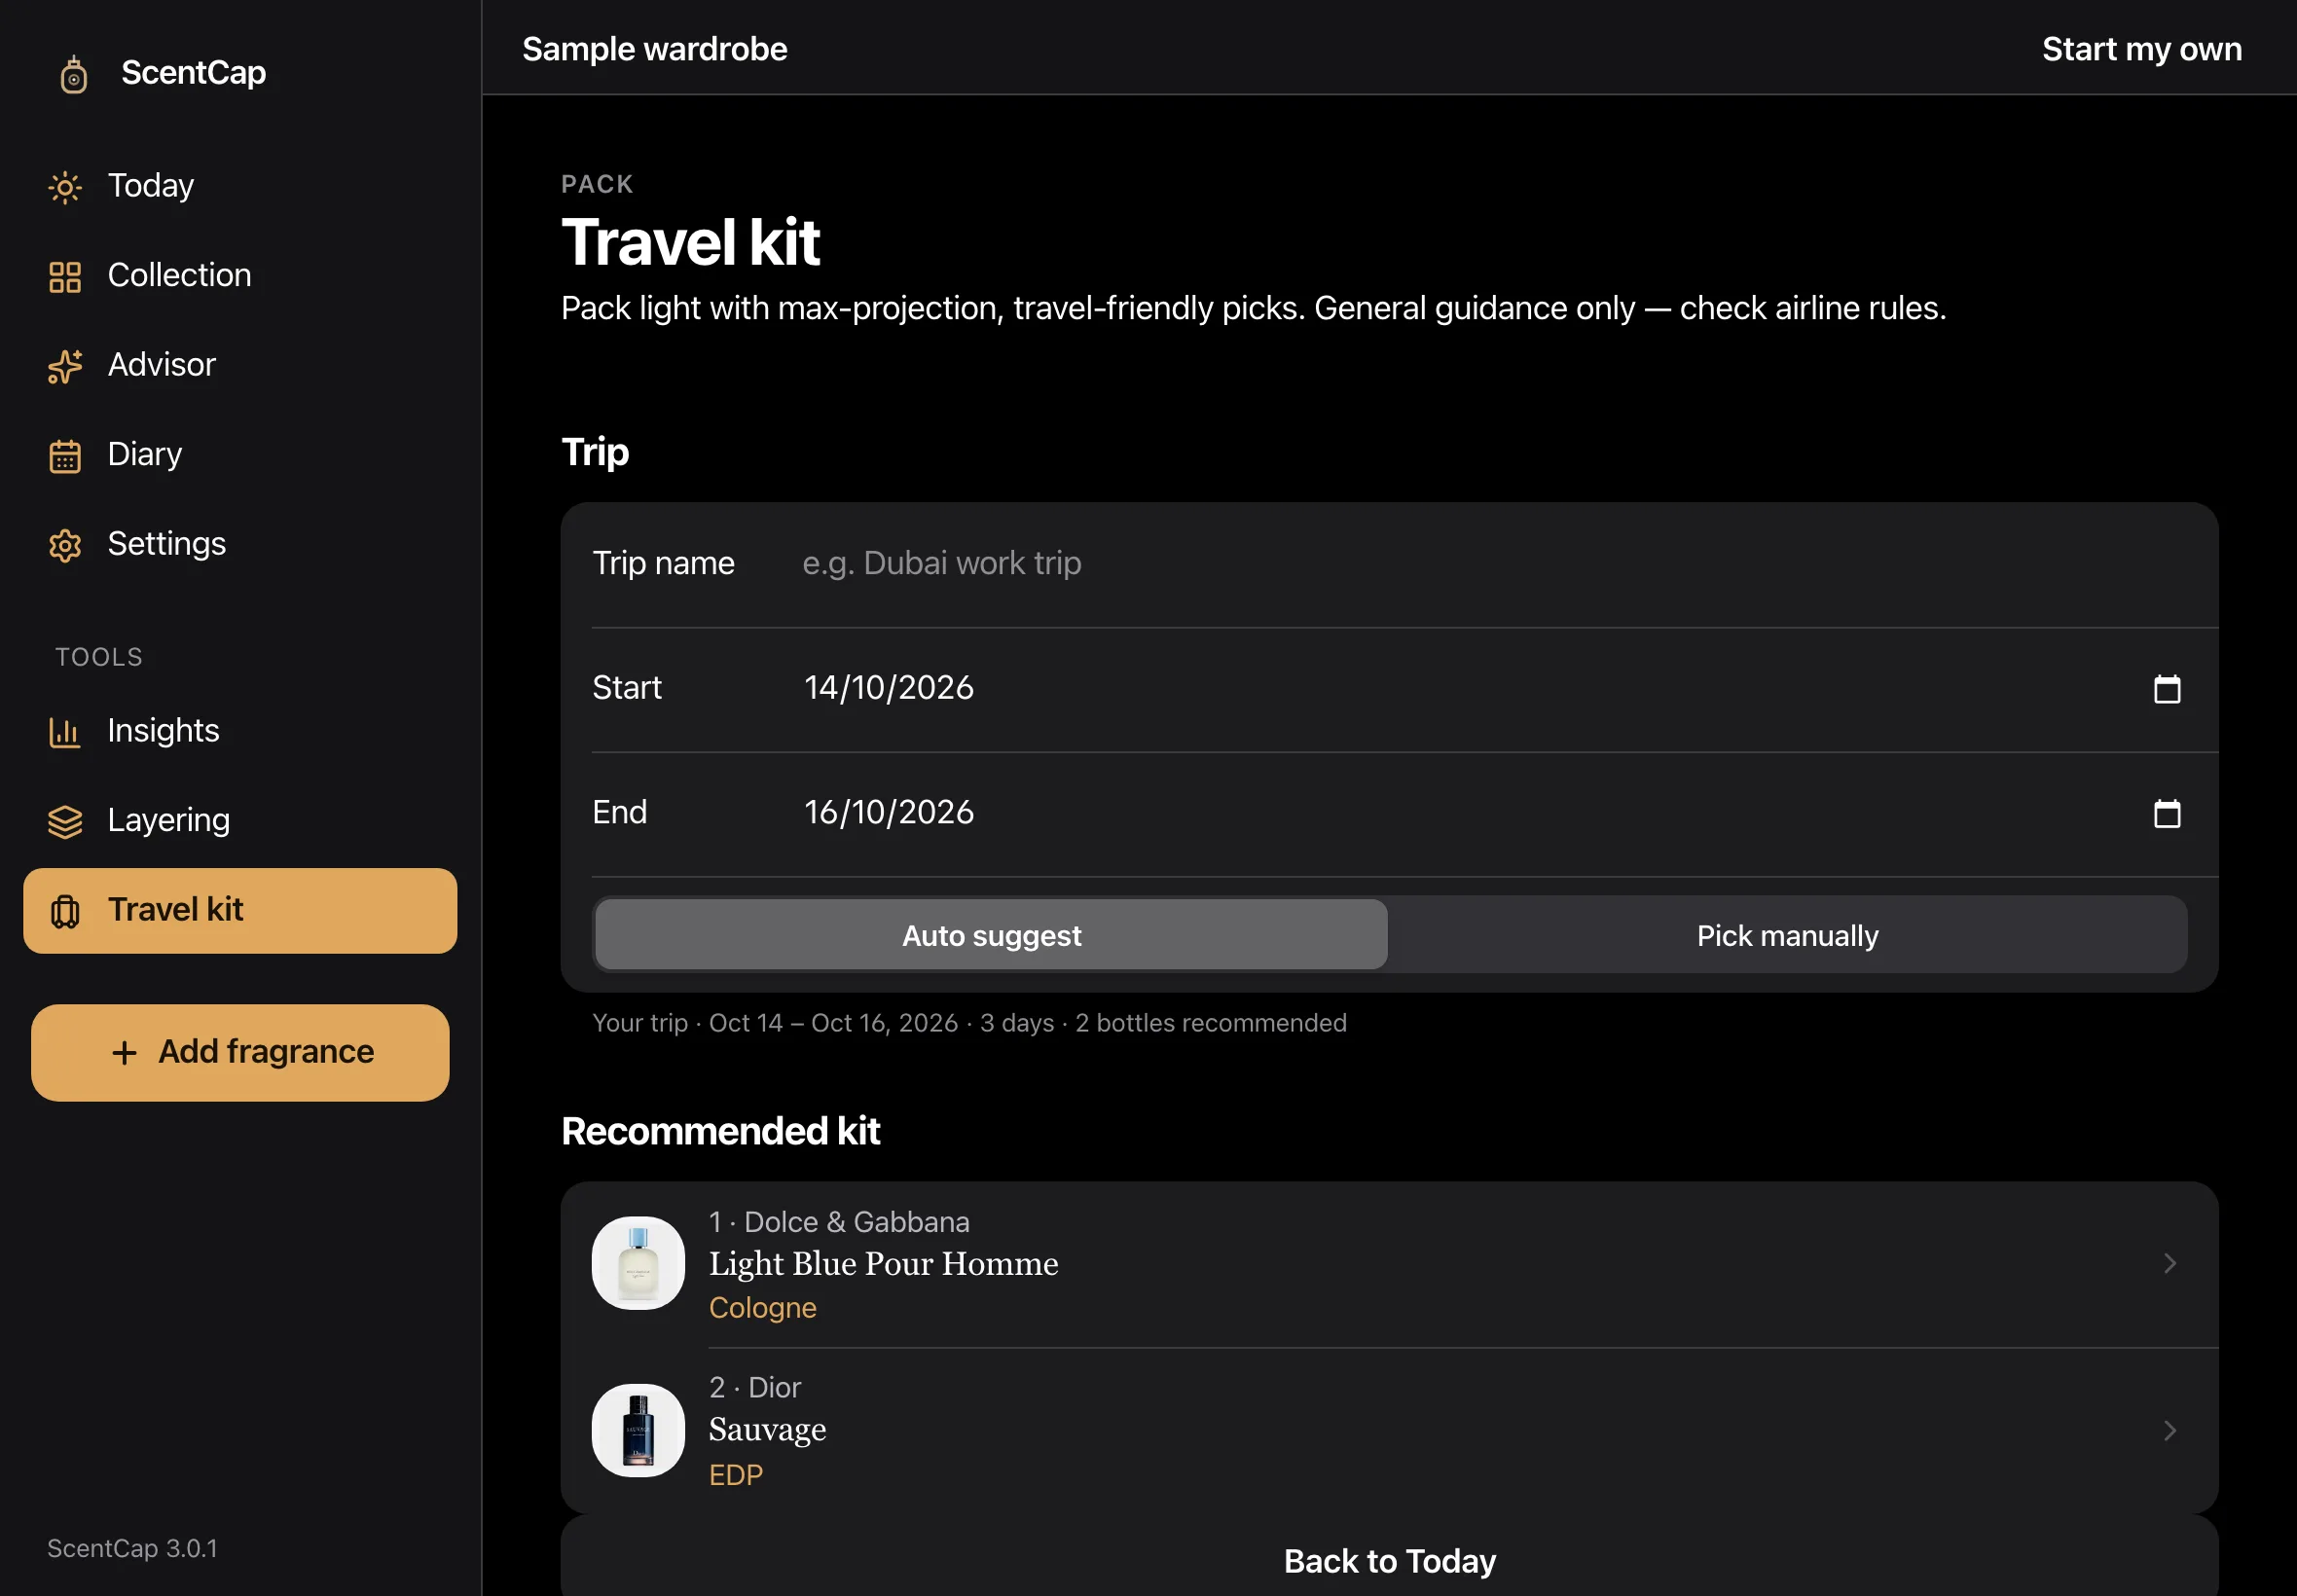 ScentCap
Today
Collection
Advisor
Diary
Settings
TOOLS
Insights
Layering
Travel kit
+ Add fragrance
ScentCap 3.0.1
Sample wardrobe
Start my own
PACK
Travel kit
Pack light with max-projection, travel-friendly picks. General guidance only — check airline rules.
Trip
Trip name e.g. Dubai work trip
Start 14/10/2026
End 16/10/2026
Auto suggest Pick manually
Your trip · Oct 14 – Oct 16, 2026 · 3 days · 2 bottles recommended
Recommended kit
1 · Dolce & Gabbana
Light Blue Pour Homme
Cologne
2 · Dior
Sauvage
EDP
SAUVAGE
Dior
Back to Today